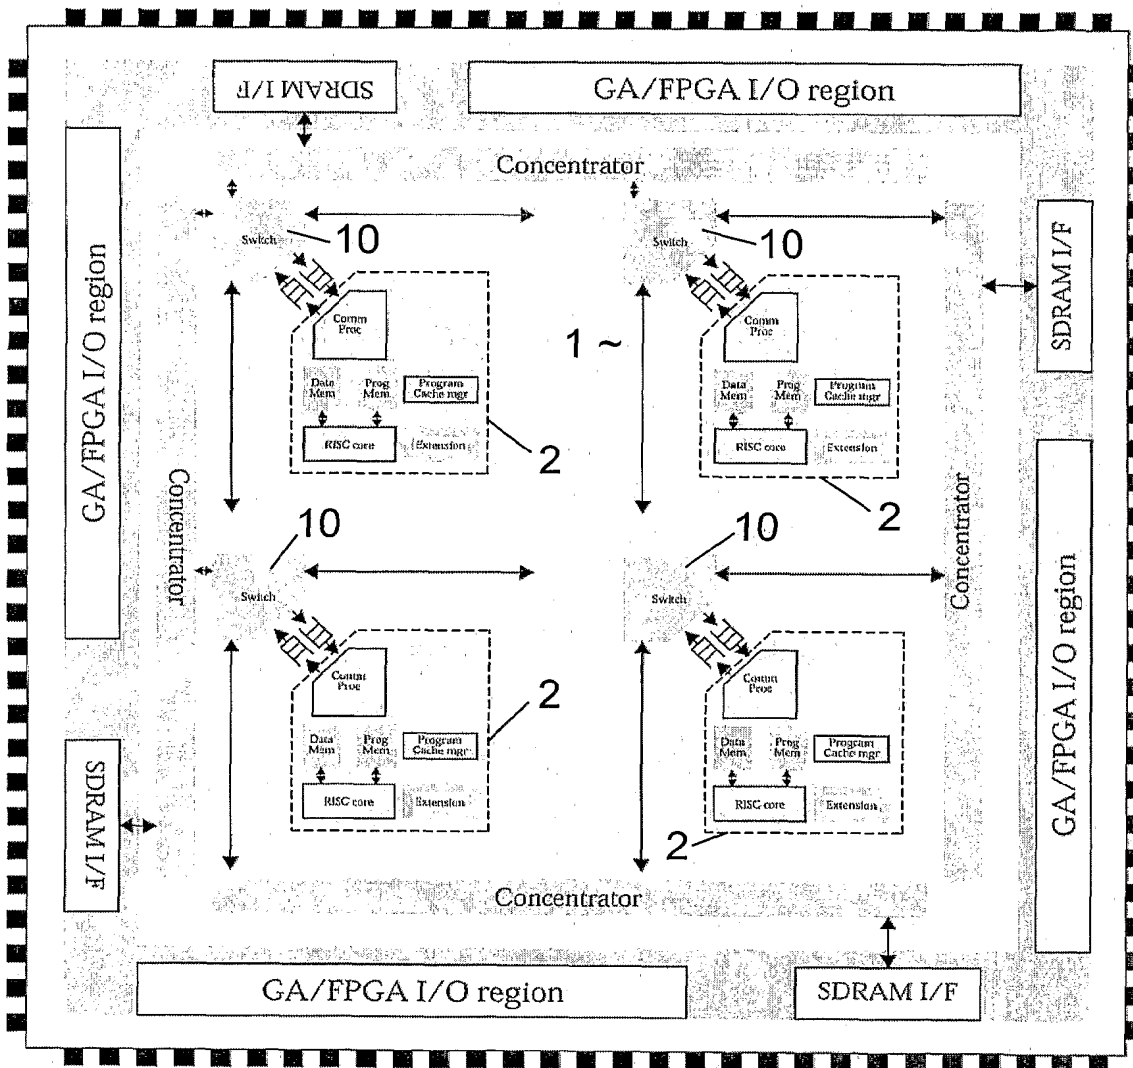 SDRAM I/F
GA/FPGA I/O region
Concentrator
GA/FPGA I/O region
SDRAM I/F
Switch
10
Switch
10
Comm
Proc
Data
Mem
Prog
Mem
Program
Cache mgr
RISC core
Extension
2
1 ~
Comm
Proc
Data
Mem
Prog
Mem
Program
Cache mgr
RISC core
Extension
2
Concentrator
Concentrator
GA/FPGA I/O region
10
Switch
10
Switch
Comm
Proc
Data
Mem
Prog
Mem
Program
Cache mgr
RISC core
Extension
2
Comm
Proc
Data
Mem
Prog
Mem
Program
Cache mgr
RISC core
Extension
2
SDRAM I/F
Concentrator
GA/FPGA I/O region
SDRAM I/F